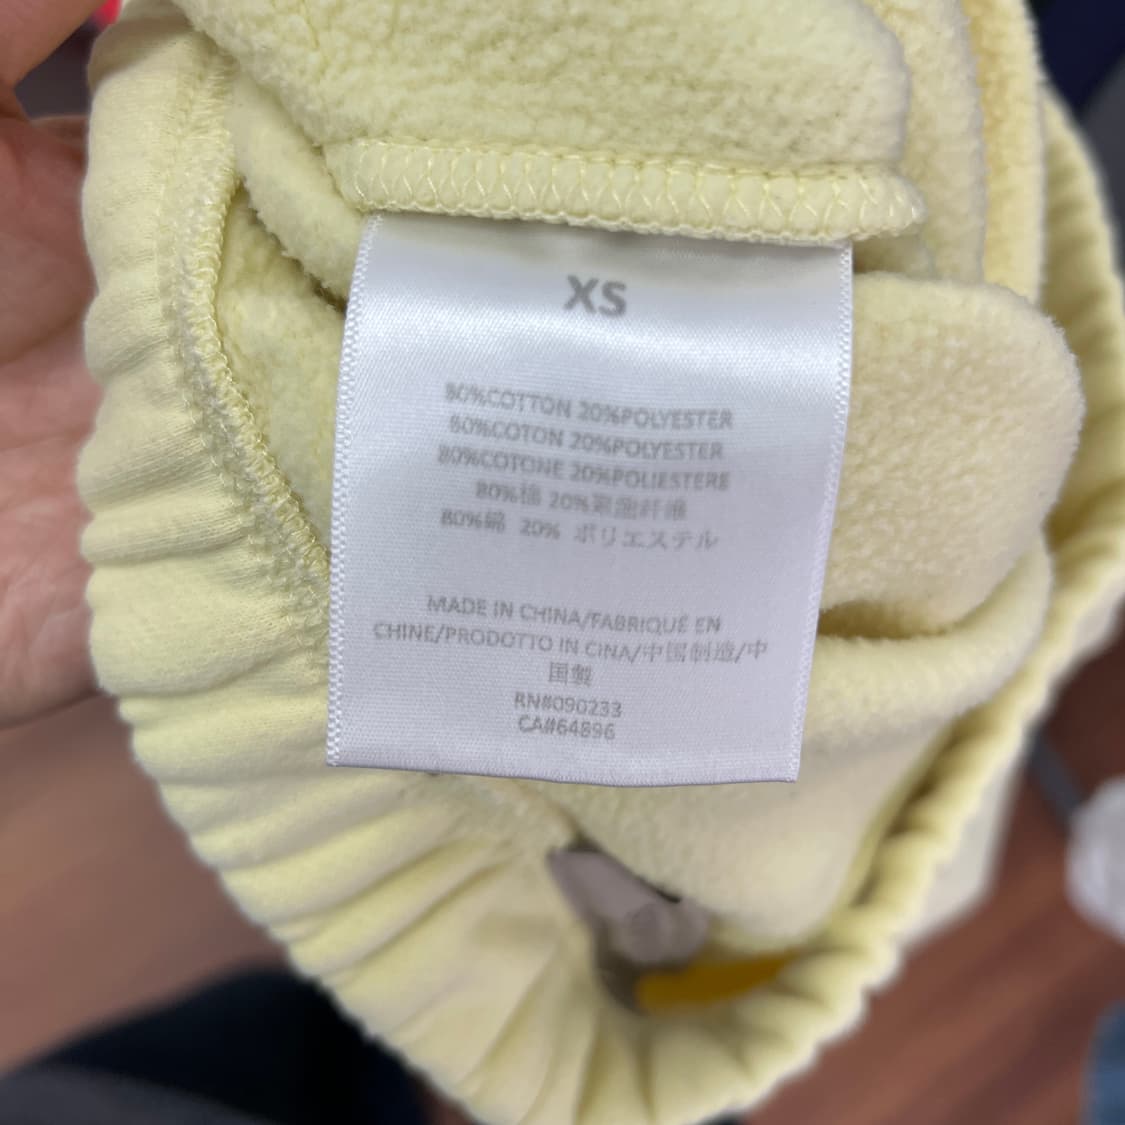 XS
80%COTTON 20%POLYESTER
80%COTON 20%POLYESTER
80%COTONE 20%POLIESTERE
80%棉 20%聚酯纤维
80%綿 20% ポリエステル
MADE IN CHINA/FABRIQUÉ EN
CHINE/PRODOTTO IN CINA/中国制造/中
国製
RN#090233
CA#64896